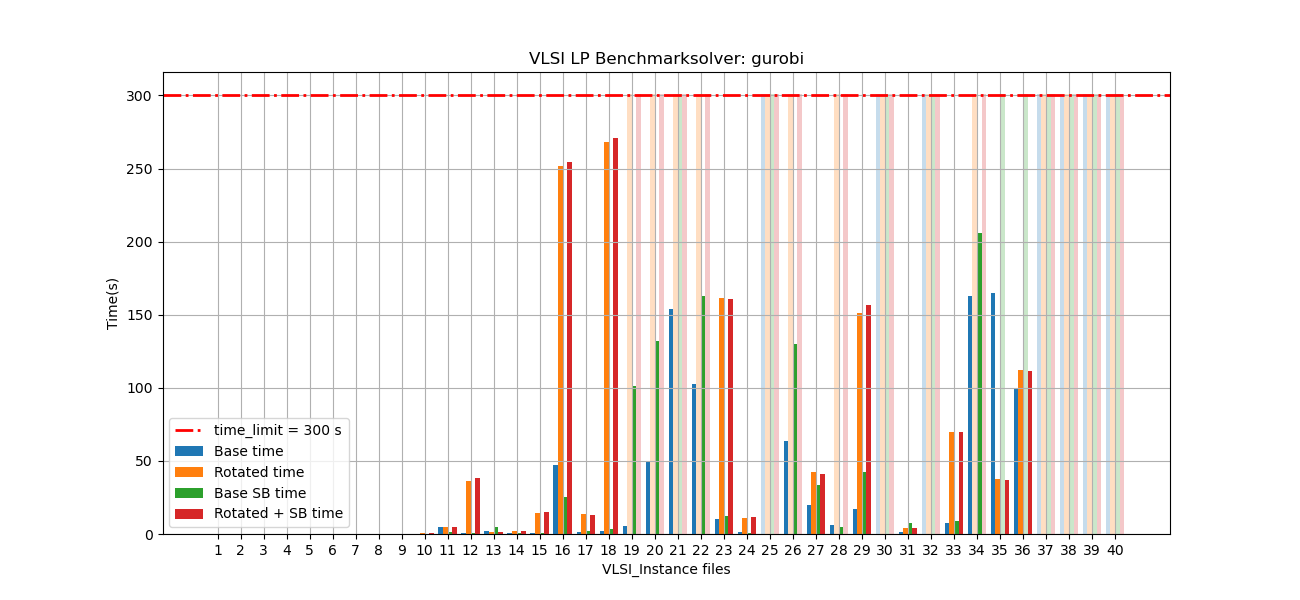 VLSI LP Benchmarksolver: gurobi
300
250
200
150
100
50
0
Time(s)
time_limit = 300 s
Base time
Rotated time
Base SB time
Rotated + SB time
1 2 3 4 5 6 7 8 9 10 11 12 13 14 15 16 17 18 19 20 21 22 23 24 25 26 27 28 29 30 31 32 33 34 35 36 37 38 39 40
VLSI_Instance files